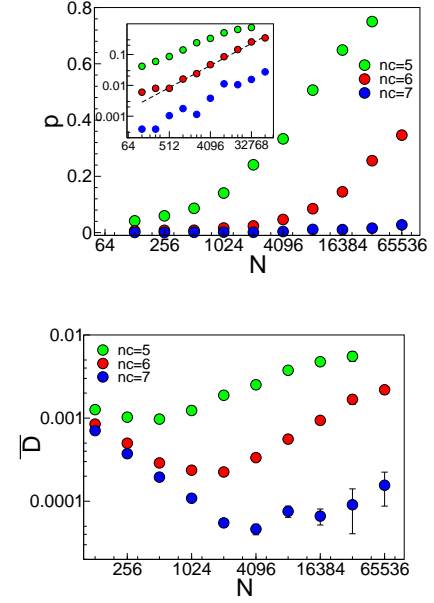 0.8
0.6
0.4
0.2
0
p
0.1
0.01
0.001
64 512 4096 32768
nc=5
nc=6
nc=7
64 256 1024 4096 16384 65536
N
0.01
0.001
0.0001
D
nc=5
nc=6
nc=7
256 1024 4096 16384 65536
N